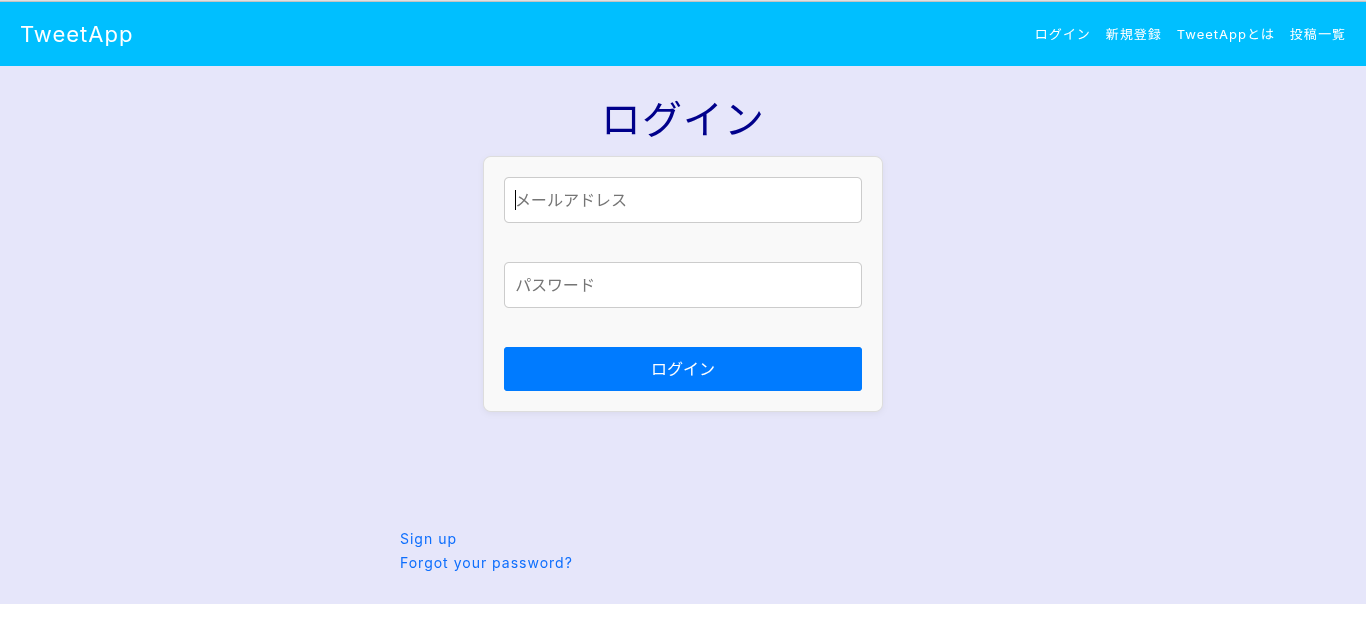 TweetApp
ログイン 新規登録 TweetAppとは 投稿一覧
ログイン
メールアドレス
パスワード
ログイン
Sign up
Forgot your password?